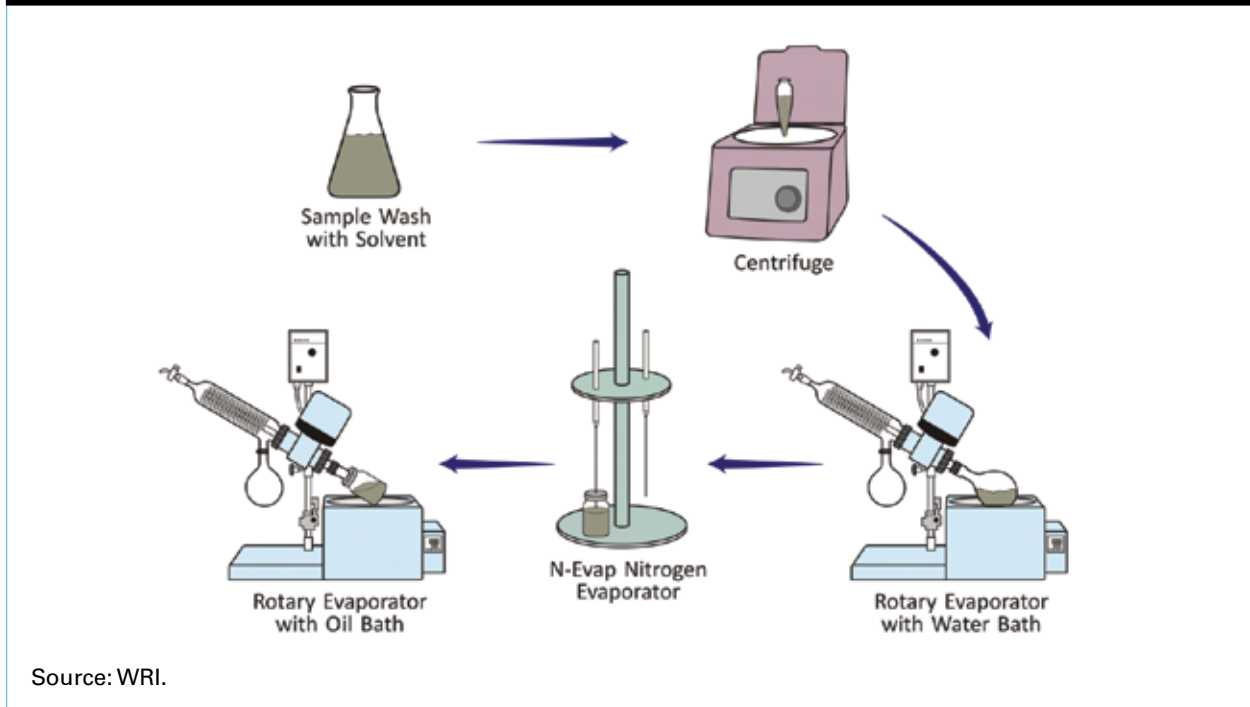 Sample Wash
with Solvent
Centrifuge
Rotary Evaporator
with Water Bath
N-Evap Nitrogen
Evaporator
Rotary Evaporator
with Oil Bath
Source: WRI.